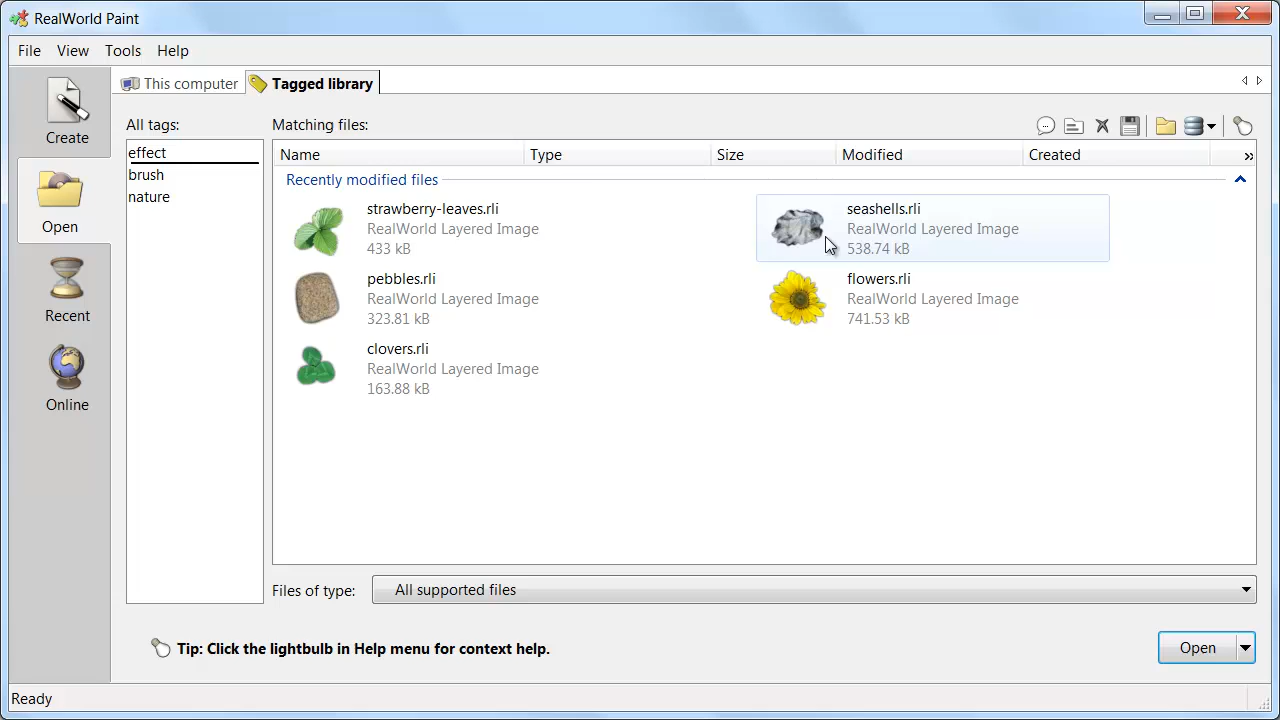 RealWorld Paint
File View Tools Help
This computer Tagged library
Create
Open
Recent
Online
All tags:
effect
brush
nature
Matching files:
Name Type Size Modified Created »
Recently modified files
strawberry-leaves.rli
RealWorld Layered Image
433 kB
seashells.rli
RealWorld Layered Image
538.74 kB
pebbles.rli
RealWorld Layered Image
323.81 kB
flowers.rli
RealWorld Layered Image
741.53 kB
clovers.rli
RealWorld Layered Image
163.88 kB
Files of type: All supported files
Tip: Click the lightbulb in Help menu for context help.
Open
Ready